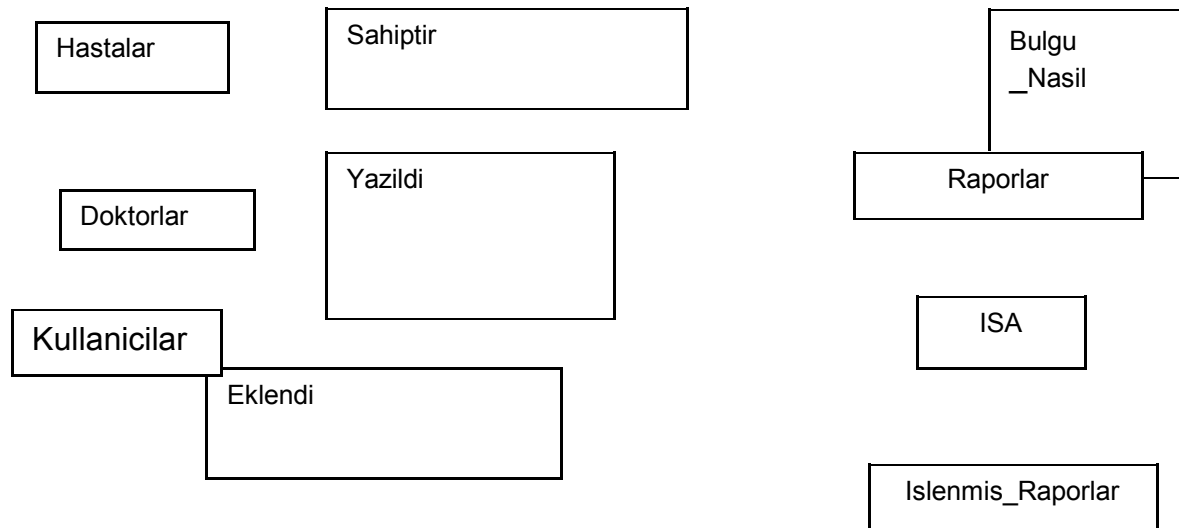 Hastalar
Sahiptir
Bulgu
_Nasil
Yazildi
Raporlar
Doktorlar
Kullanicilar
ISA
Eklendi
Islenmis_Raporlar